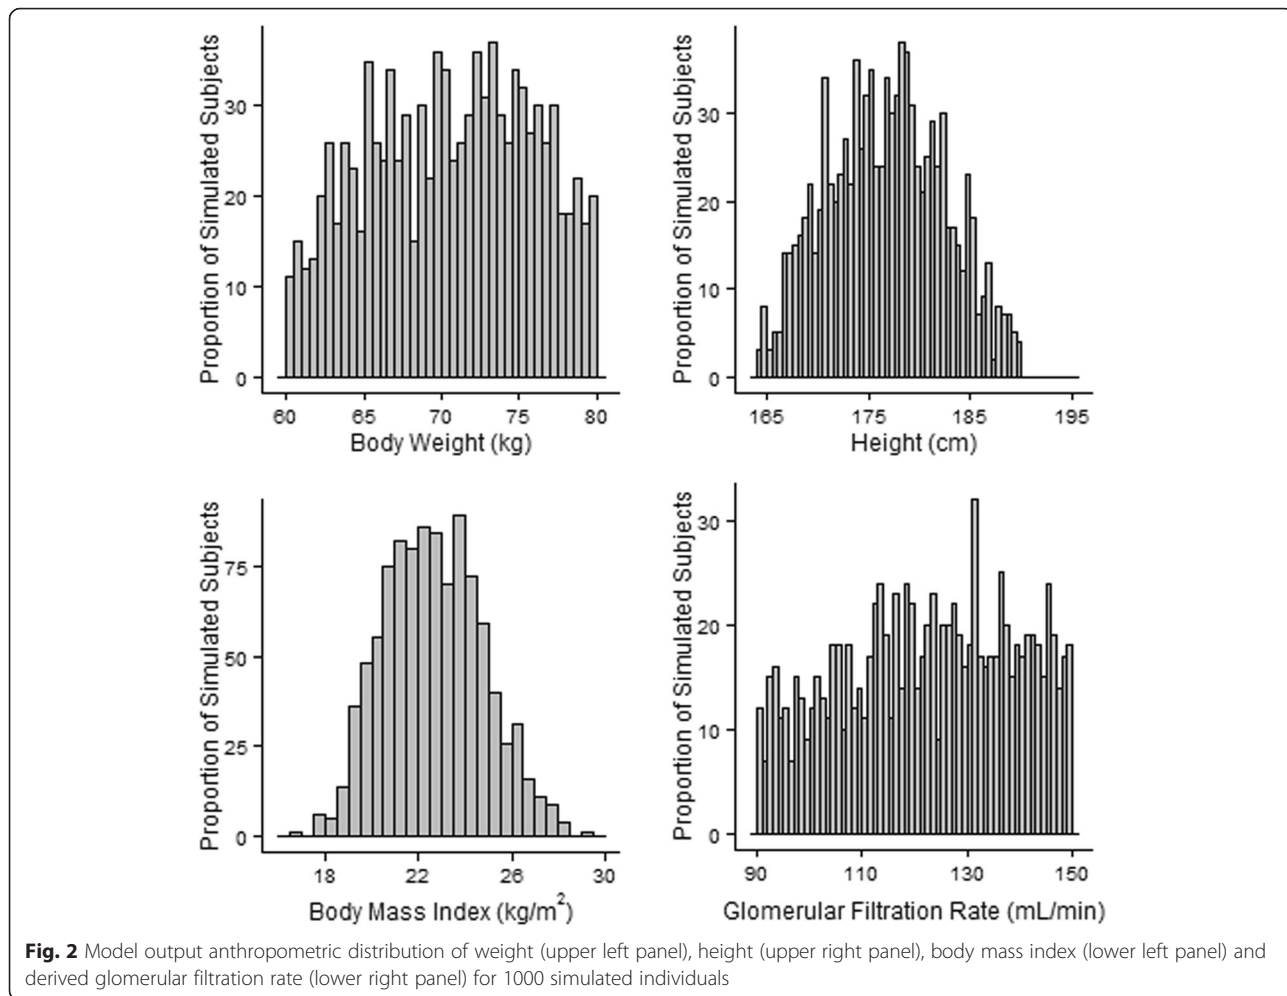 Proportion of Simulated Subjects
30
20
10
0
60 65 70 75 80
Body Weight (kg)
Proportion of Simulated Subjects
30
20
10
0
165 175 185 195
Height (cm)
Proportion of Simulated Subjects
75
50
25
0
18 22 26 30
Body Mass Index (kg/m²)
Proportion of Simulated Subjects
30
20
10
0
90 110 130 150
Glomerular Filtration Rate (mL/min)
Fig. 2 Model output anthropometric distribution of weight (upper left panel), height (upper right panel), body mass index (lower left panel) and
derived glomerular filtration rate (lower right panel) for 1000 simulated individuals